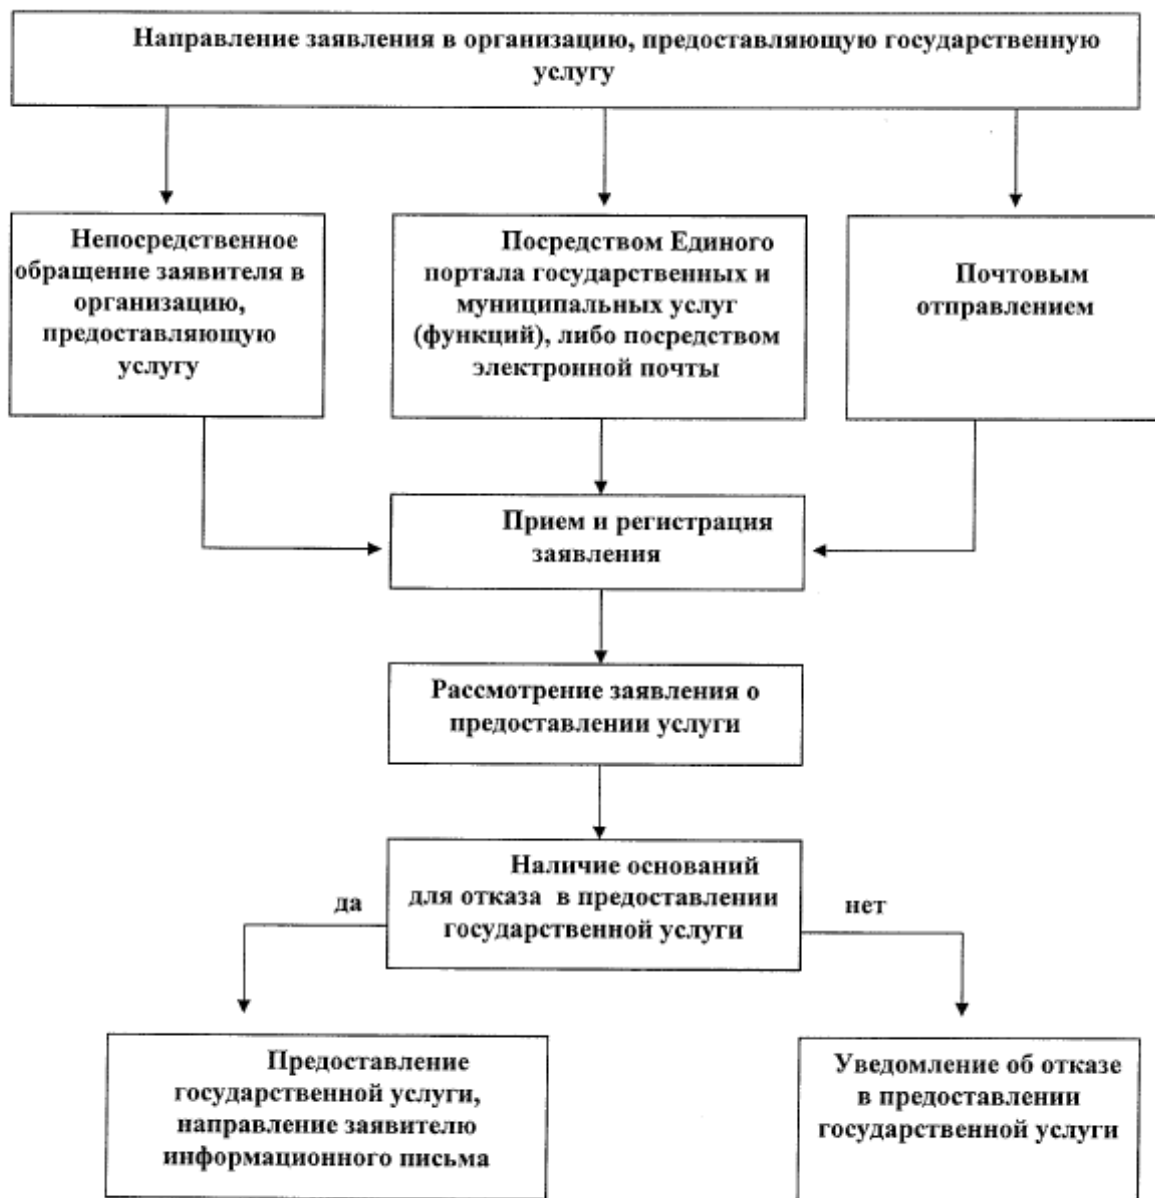 Направление заявления в организацию, предоставляющую государственную
услугу
Непосредственное
обращение заявителя в
организацию,
предоставляющую
услугу
Посредством Единого
портала государственных и
муниципальных услуг
(функций), либо посредством
электронной почты
Почтовым
отправлением
Прием и регистрация
заявления
Рассмотрение заявления о
предоставлении услуги
Наличие оснований
для отказа в предоставлении
государственной услуги
да
нет
Предоставление
государственной услуги,
направление заявителю
информационного письма
Уведомление об отказе
в предоставлении
государственной услуги